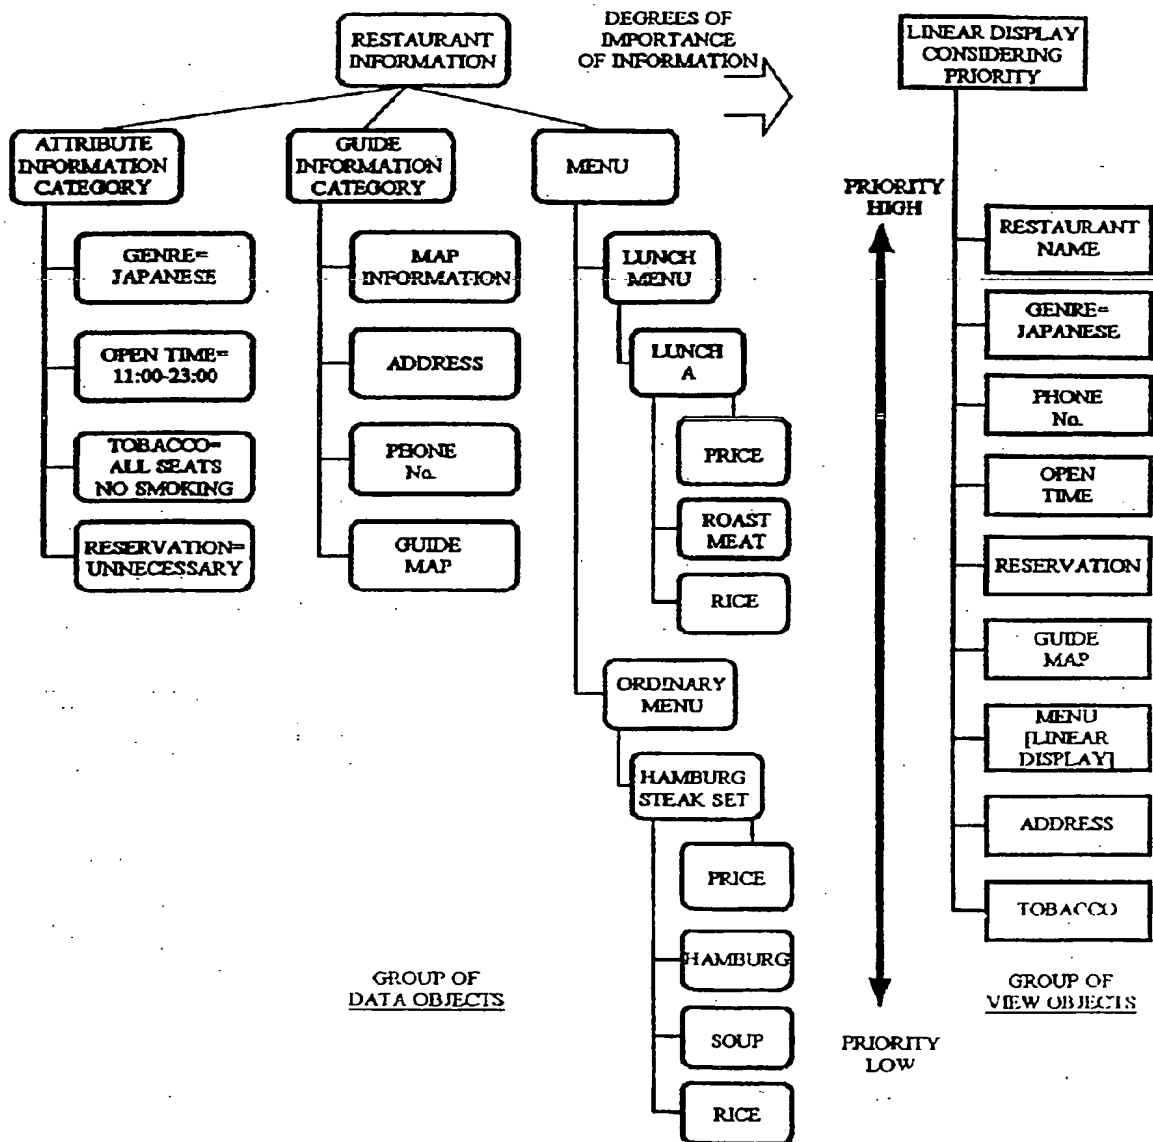 RESTAURANT
INFORMATION
DEGREES OF
IMPORTANCE
OF INFORMATION
LINEAR DISPLAY
CONSIDERING
PRIORITY
ATTRIBUTE
INFORMATION
CATEGORY
GUIDE
INFORMATION
CATEGORY
MENU
GENRE=
JAPANESE
OPEN TIME=
11:00-23:00
TOBACCO=
ALL SEATS
NO SMOKING
RESERVATION=
UNNECESSARY
MAP
INFORMATION
ADDRESS
PHONE
No.
GUIDE
MAP
LUNCH
MENU
LUNCH
A
PRICE
ROAST
MEAT
RICE
ORDINARY
MENU
HAMBURG
STEAK SET
PRICE
HAMBURG
SOUP
RICE
GROUP OF
DATA OBJECTS
PRIORITY
HIGH
PRIORITY
LOW
RESTAURANT
NAME
GENRE=
JAPANESE
PHONE
No.
OPEN
TIME
RESERVATION
GUIDE
MAP
MENU
[LINEAR
DISPLAY]
ADDRESS
TOBACCO
GROUP OF
VIEW OBJECTS